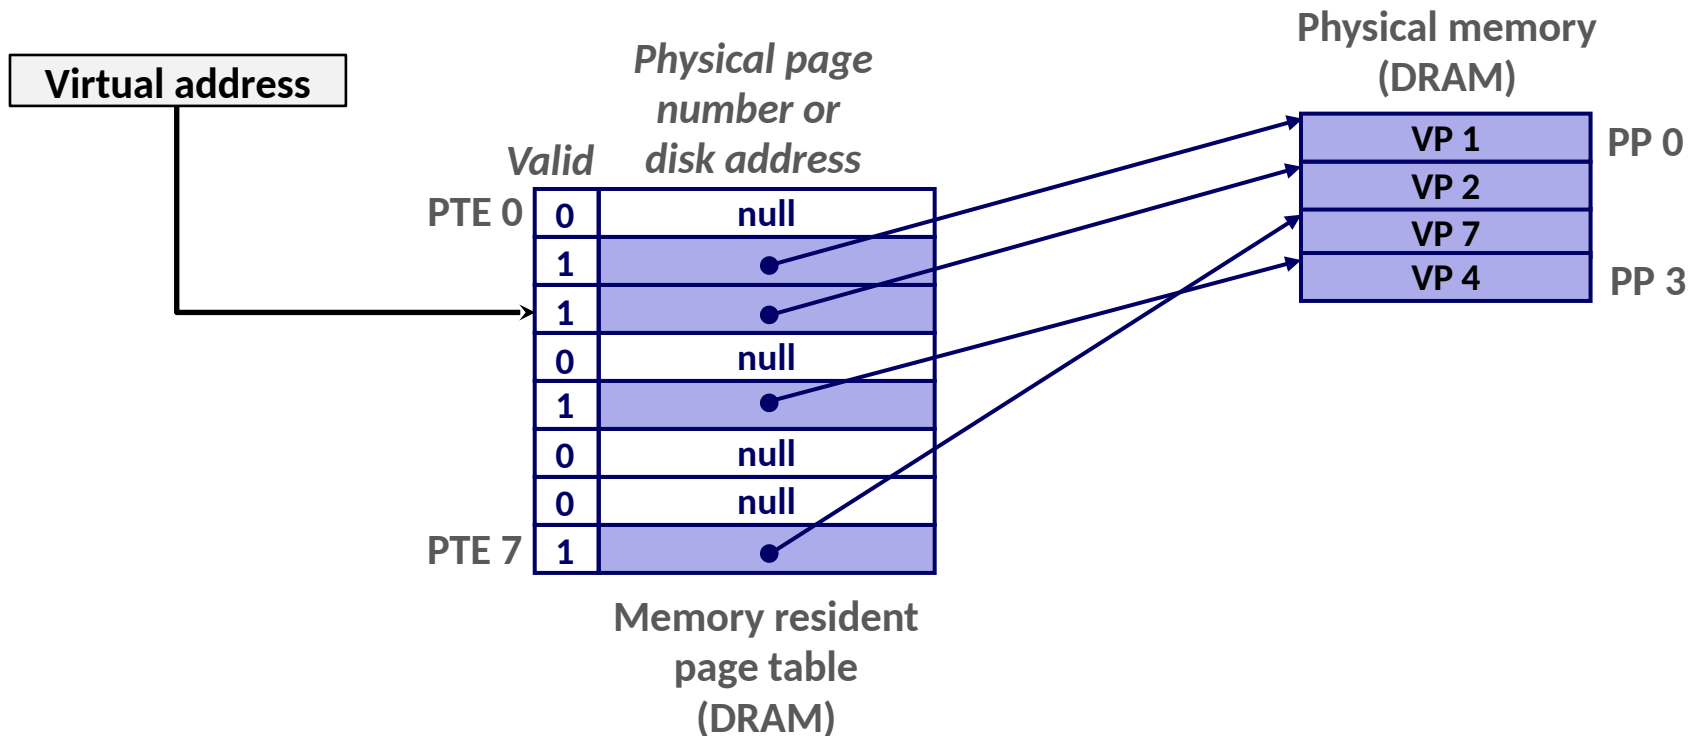 Virtual address
Physical page
number or
disk address
Valid
Physical memory
(DRAM)
PTE 0
0
null
1
1
0
null
1
0
null
0
null
PTE 7
1
VP 1
PP 0
VP 2
VP 7
VP 4
PP 3
Memory resident
page table
(DRAM)